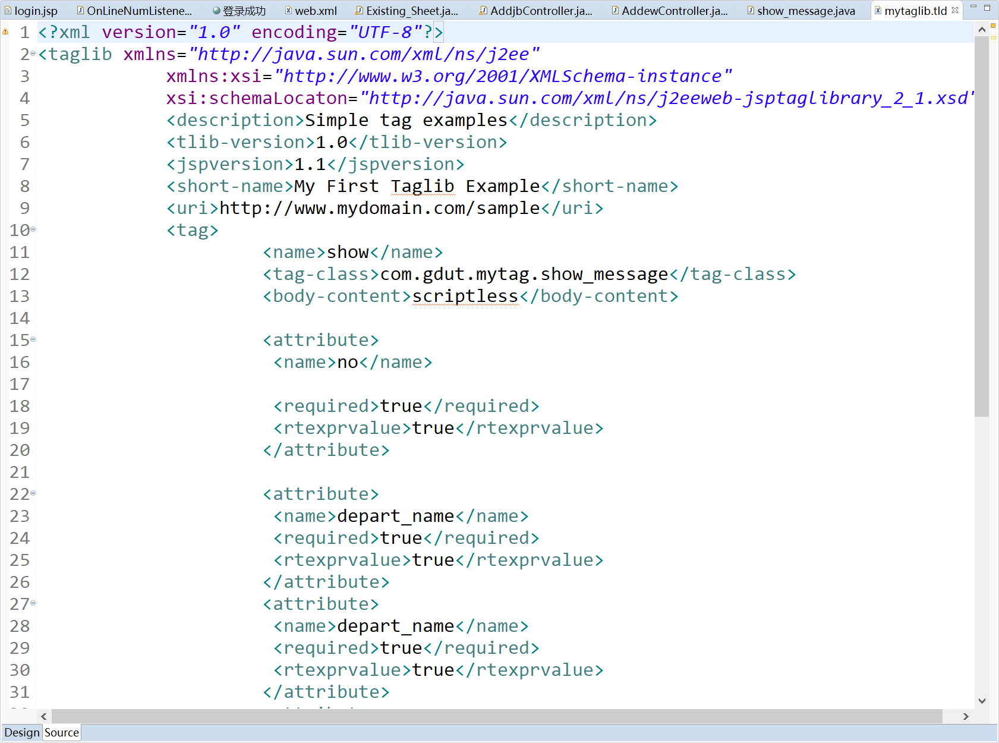 login.jsp OnLineNumListene... 登录成功 web.xml Existing_Sheet.ja... AddjbController.ja... AddewController.ja... show_message.java mytaglib.tld
1 <?xml version="1.0" encoding="UTF-8"?>
2 <taglib xmlns="http://java.sun.com/xml/ns/j2ee"
3 xmlns:xsi="http://www.w3.org/2001/XMLSchema-instance"
4 xsi:schemaLocaton="http://java.sun.com/xml/ns/j2eeweb-jsptaglibrary_2_1.xsd"
5 <description>Simple tag examples</description>
6 <tlib-version>1.0</tlib-version>
7 <jspversion>1.1</jspversion>
8 <short-name>My First Taglib Example</short-name>
9 <uri>http://www.mydomain.com/sample</uri>
10 <tag>
11 <name>show</name>
12 <tag-class>com.gdut.mytag.show_message</tag-class>
13 <body-content>scriptless</body-content>
14
15 <attribute>
16 <name>no</name>
17
18 <required>true</required>
19 <rtexprvalue>true</rtexprvalue>
20 </attribute>
21
22 <attribute>
23 <name>depart_name</name>
24 <required>true</required>
25 <rtexprvalue>true</rtexprvalue>
26 </attribute>
27 <attribute>
28 <name>depart_name</name>
29 <required>true</required>
30 <rtexprvalue>true</rtexprvalue>
31 </attribute>
Design Source